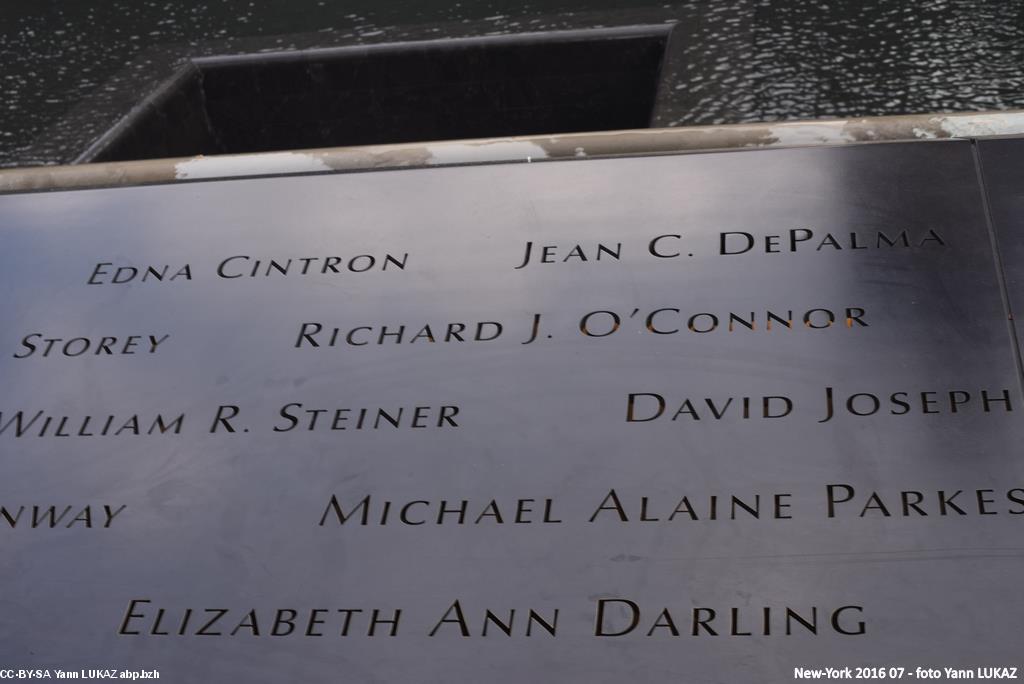 Edna Cintron Jean C. DePalma
Storey Richard J. O'Connor
William R. Steiner David Joseph
nway Michael Alaine Parkes
Elizabeth Ann Darling
CC-BY-SA Yann LUKAZ abp.bzh New-York 2016 07 - foto Yann LUKAZ